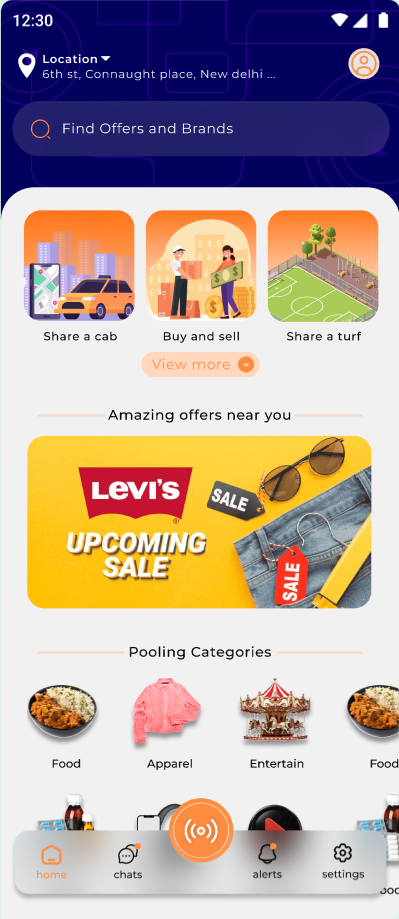 12:30
Location
6th st, Connaught place, New delhi ...
Find Offers and Brands
Share a cab
Buy and sell
Share a turf
View more
Amazing offers near you
LEVI'S
®
UPCOMING
SALE
SALE
SALE
Pooling Categories
Food
Apparel
Entertain
Food
home
chats
alerts
settings